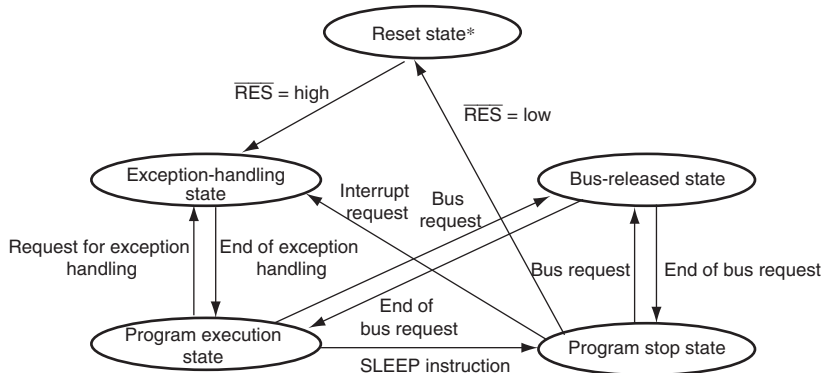 Reset state*
RES = high
RES = low
Exception-handling
state
Interrupt
request
Bus
request
Bus-released state
Request for exception
handling
End of exception
handling
Bus request
End of bus request
End of
bus request
Program execution
state
SLEEP instruction
Program stop state